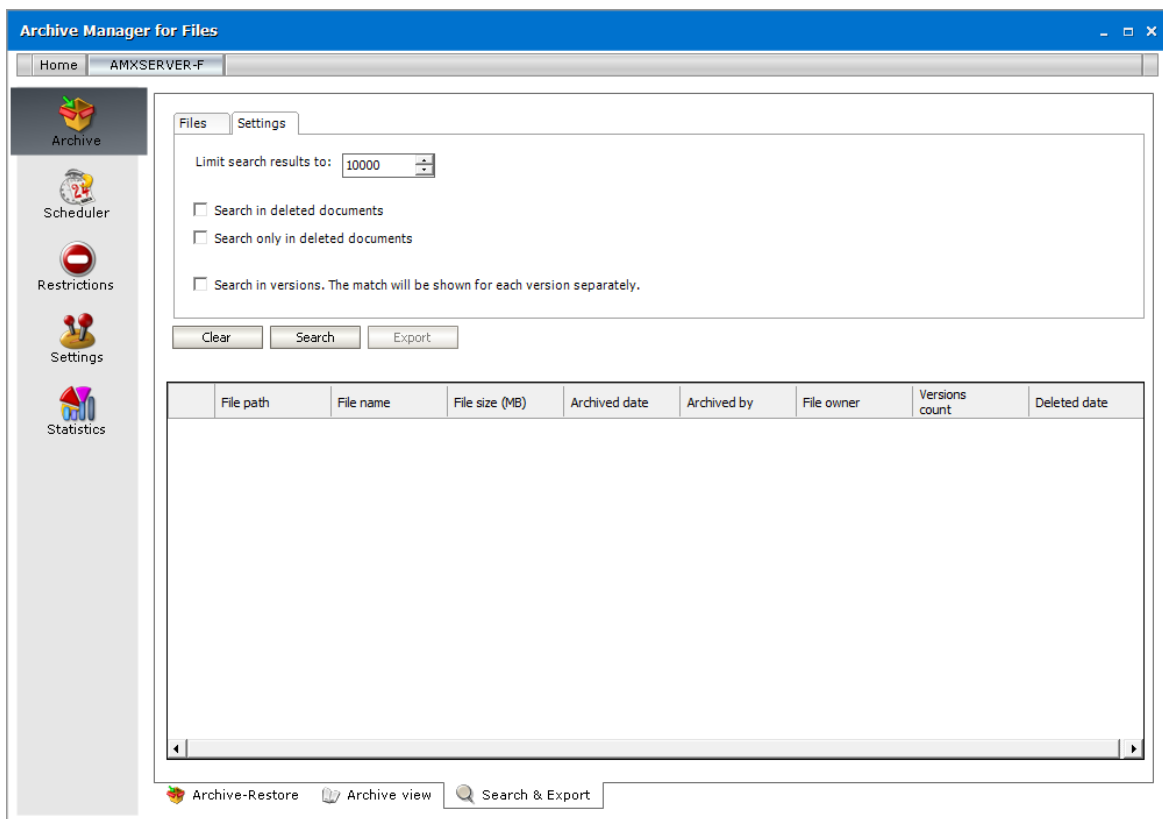 Archive Manager for Files
Home AMXSERVER-F
Archive
Scheduler
Restrictions
Settings
Statistics
Files Settings
Limit search results to: 10000
Search in deleted documents
Search only in deleted documents
Search in versions. The match will be shown for each version separately.
Clear Search Export
File path File name File size (MB) Archived date Archived by File owner Versions count Deleted date
Archive-Restore Archive view Search & Export